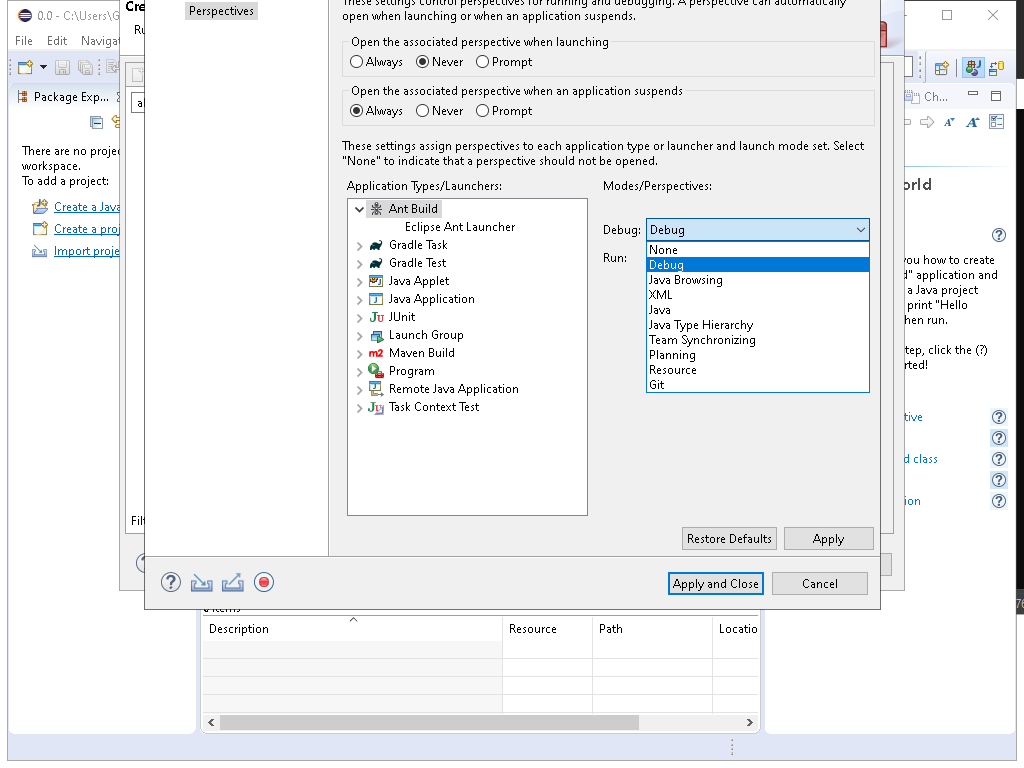 0.0 - C:\Users\G
File Edit Navigat
Cre
Ru
Perspectives
These settings control perspectives for running and debugging. A perspective can automatically
open when launching or when an application suspends.
Open the associated perspective when launching
Always Never Prompt
Open the associated perspective when an application suspends
Always Never Prompt
These settings assign perspectives to each application type or launcher and launch mode set. Select
"None" to indicate that a perspective should not be opened.
Application Types/Launchers:
Modes/Perspectives:
Ant Build
Eclipse Ant Launcher
Gradle Task
Gradle Test
Java Applet
Java Application
JUnit
Launch Group
Maven Build
Program
Remote Java Application
Task Context Test
Debug: Debug
Run:
None
Debug
Java Browsing
XML
Java
Java Type Hierarchy
Team Synchronizing
Planning
Resource
Git
Restore Defaults Apply
Apply and Close Cancel
Package Exp...
There are no proje
workspace.
To add a project:
Create a Java
Create a proj
Import proje
Filt
Ch...
orld
you how to create
d" application and
a Java project
print "Hello
hen run.
tep, click the (?)
rted!
tive
d class
ion
0 items
Description Resource Path Locatio
76